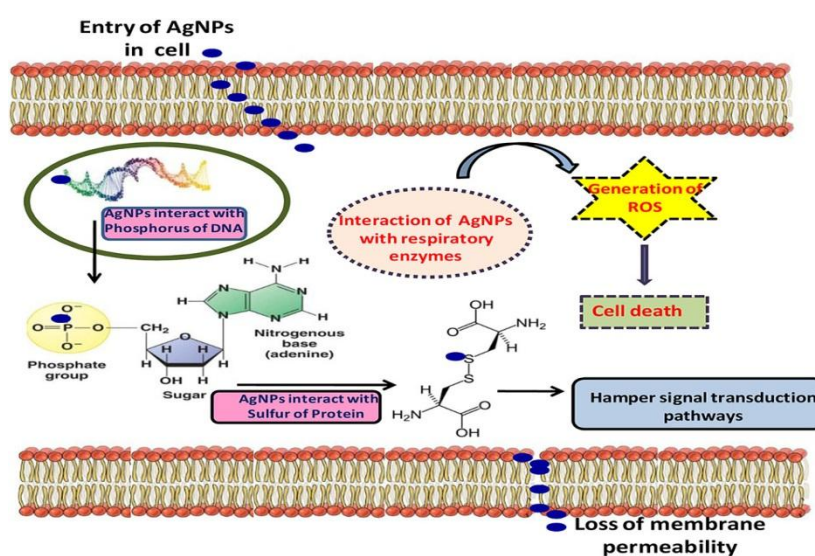 Entry of AgNPs
in cell
AgNPs interact with
Phosphorus of DNA
Interaction of AgNPs
with respiratory
enzymes
Generation of
ROS
Cell death
H N H
N
N
H
N
N
H
Nitrogenous
base
(adenine)
O⁻
O=P—O
O⁻
Phosphate
group
CH₂
O
H
H
H
H
OH
H
Sugar
AgNPs interact with
Sulfur of Protein
OH
O
NH₂
H
S
S
H
H₂N
O
OH
Hamper signal transduction
pathways
Loss of membrane
permeability